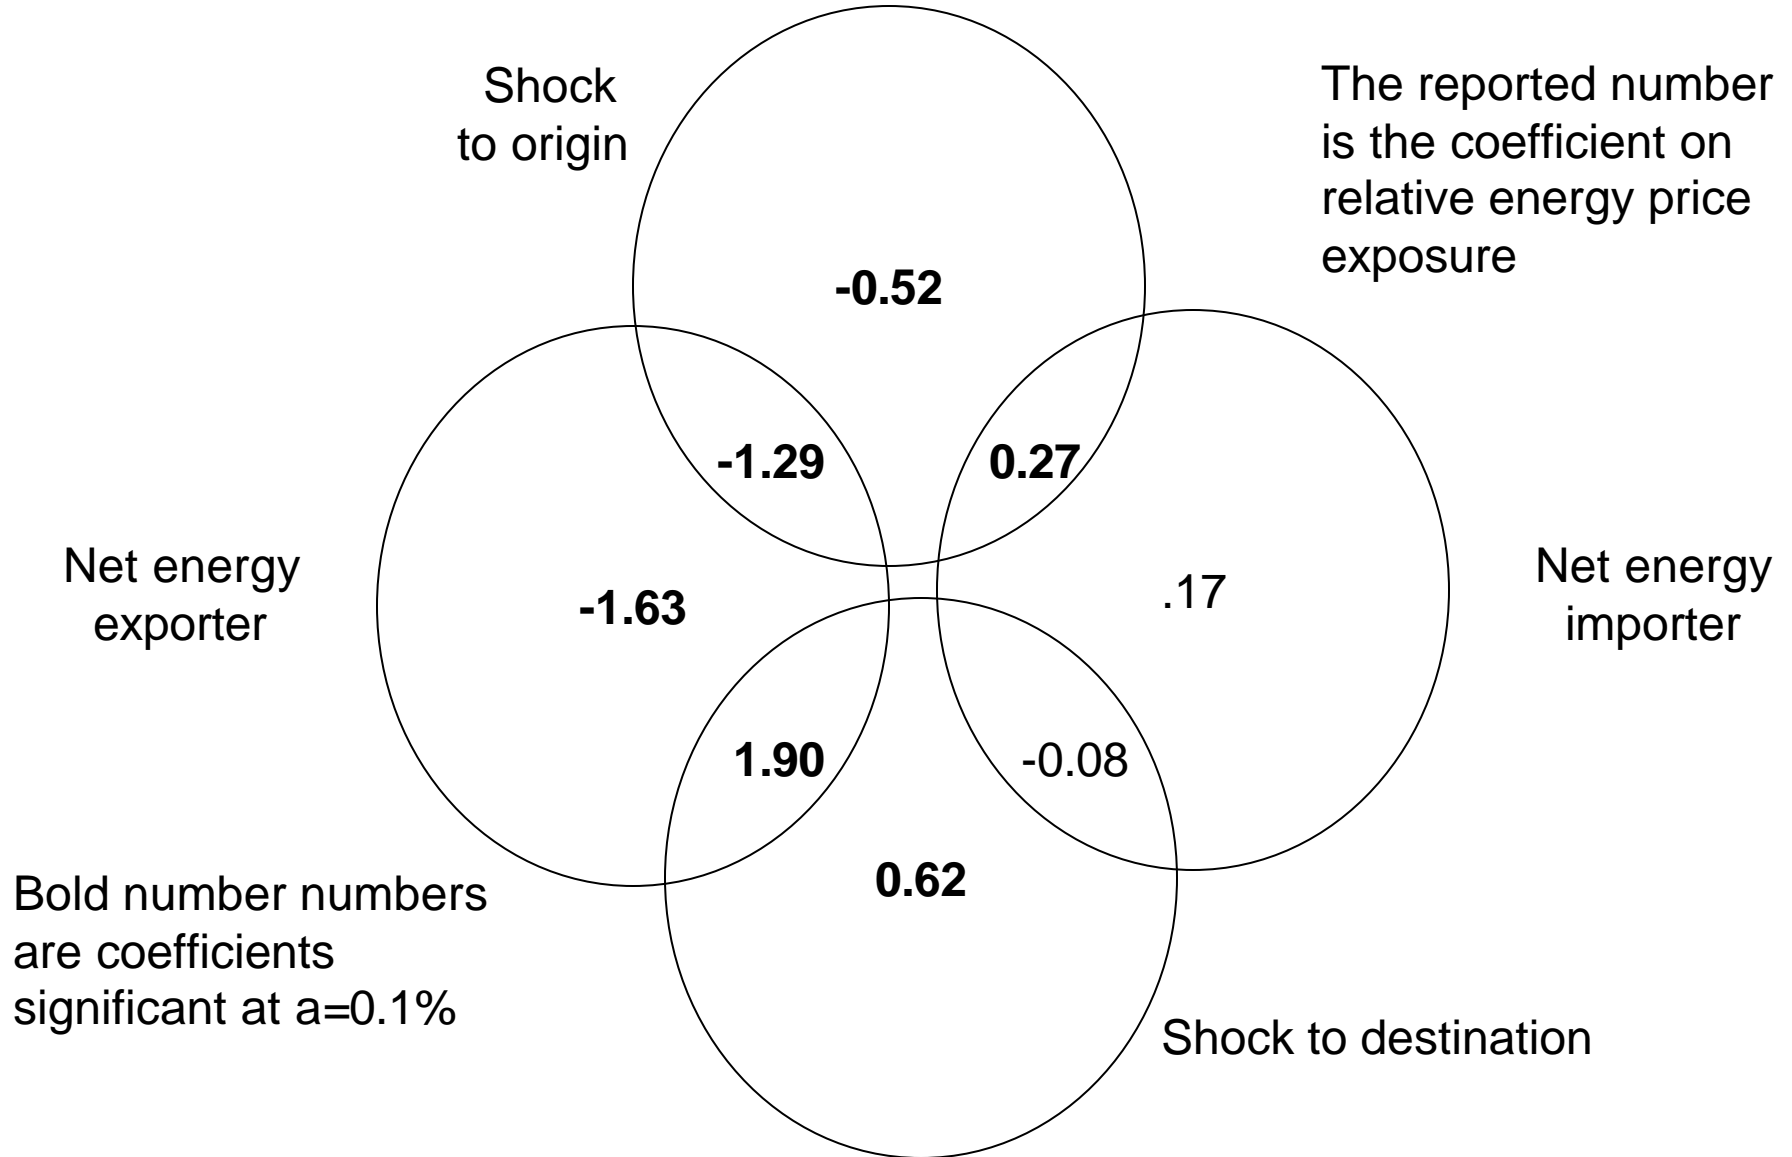 Shock
to origin
The reported number
is the coefficient on
relative energy price
exposure
-0.52
-1.29
0.27
Net energy
exporter
-1.63
.17
Net energy
importer
1.90
-0.08
0.62
Bold number numbers
are coefficients
significant at a=0.1%
Shock to destination